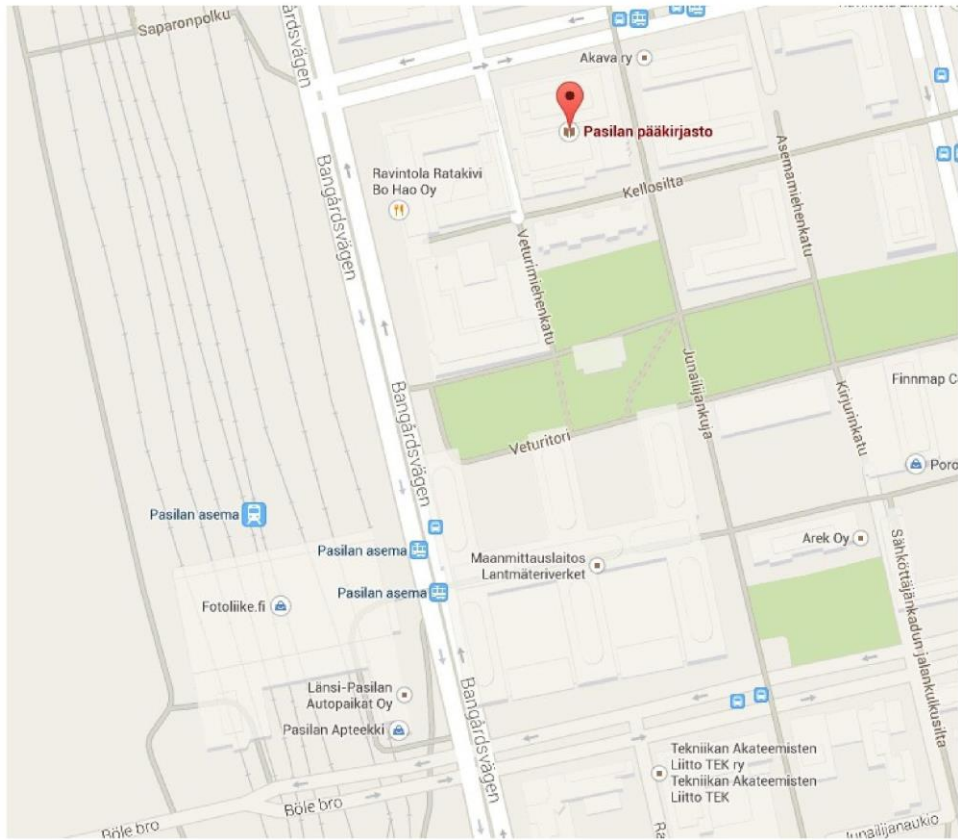 Saparonpolku
Bangårdsvägen
Akava ry
Pasilan pääkirjasto
Ravintola Ratakivi
Bo Hao Oy
Bangårdsvägen
Kellosilta
Asemamiehenkatu
Veturimiehenkatu
Junailijankuja
Kirjurinkatu
Finnmap C
Bangårdsvägen
Veturitori
Poro
Pasilan asema
Pasilan asema
Pasilan asema
Maanmittauslaitos
Lantmäteriverket
Arek Oy
Sähköttäjänkadun jalankulkusilta
Fotoliike.fi
Länsi-Pasilan
Autopaikat Oy
Pasilan Apteekki
Bangårdsvägen
Tekniikan Akateemisten
Liitto TEK ry
Tekniikan Akateemisten
Liitto TEK
Böle bro
Böle bro
Ra
Junailijanaukio